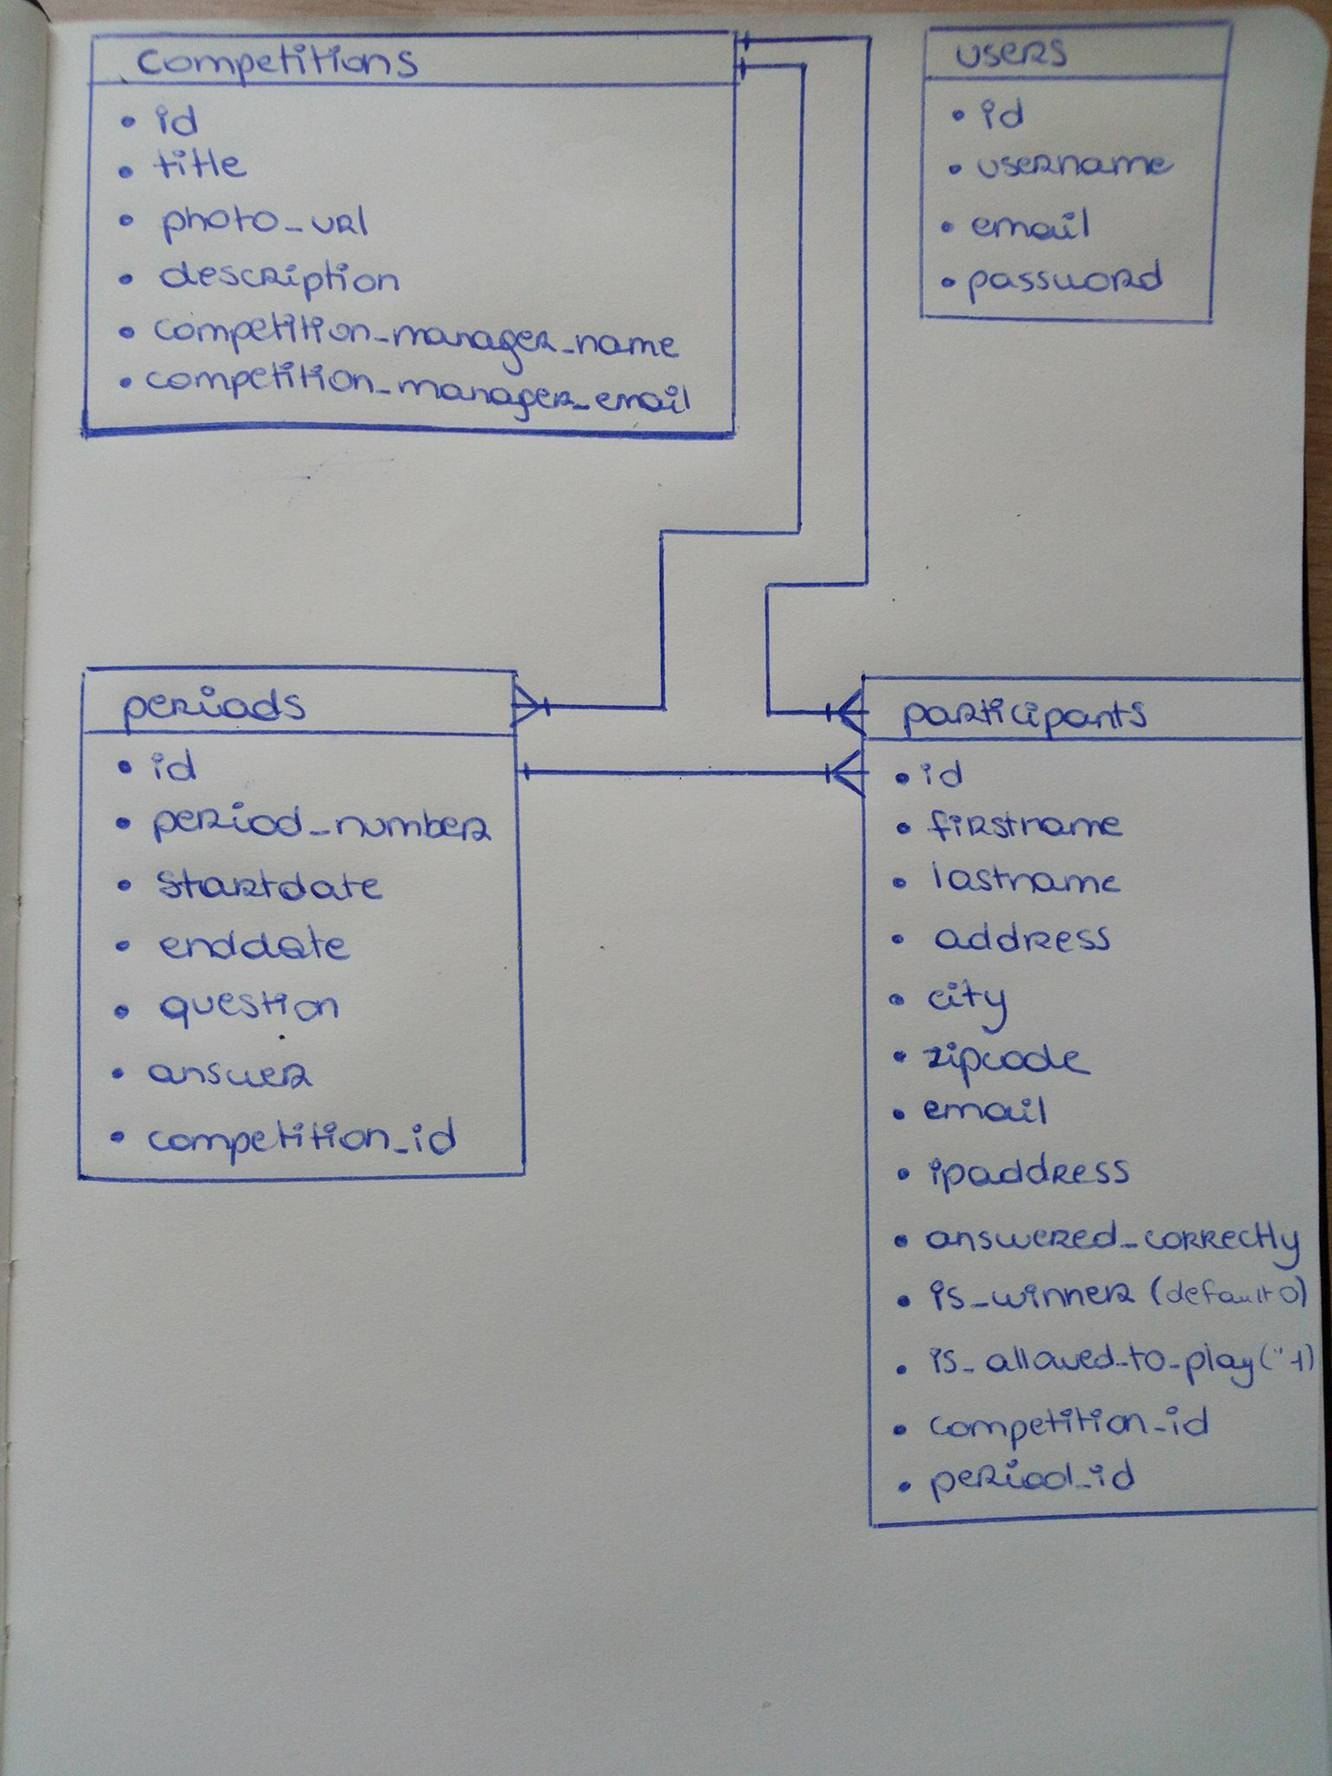 competitions
• id
• title
• photo_url
• description
• competition_manager_name
• competition_manager_email
users
• id
• username
• email
• password
periods
• id
• period_number
• startdate
• enddate
• question
• answer
• competition_id
participants
• id
• firstname
• lastname
• address
• city
• zipcode
• email
• ipaddress
• answered_correctly
• is_winner (default 0)
• is_allowed_to_play (" 1)
• competition_id
• period_id